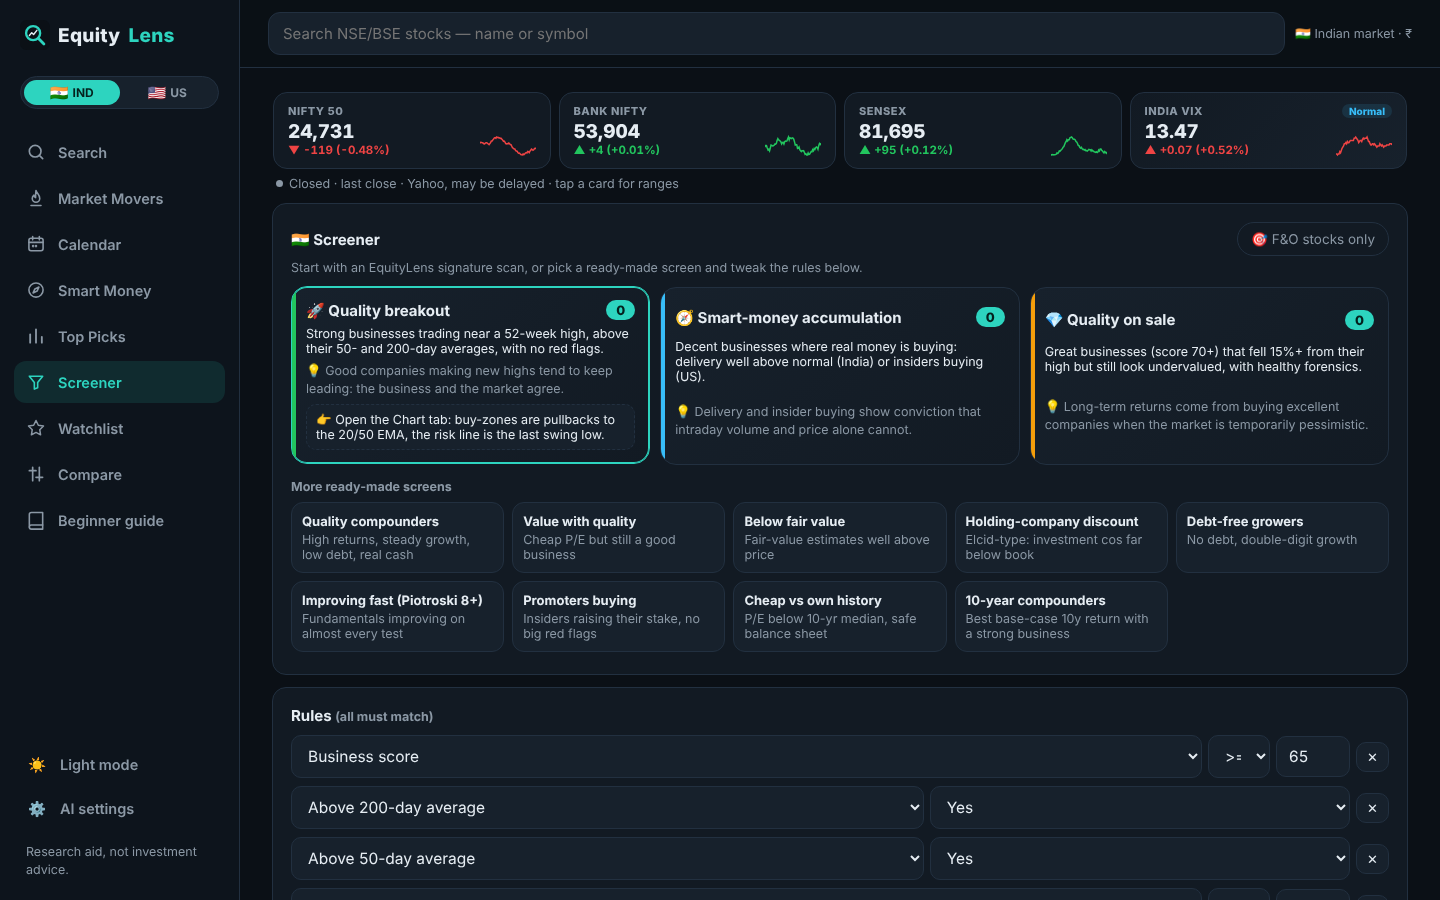 Equity Lens
Search NSE/BSE stocks — name or symbol
🇮🇳 Indian market · ₹
🇮🇳 IND
🇺🇸 US
Search
Market Movers
Calendar
Smart Money
Top Picks
Screener
Watchlist
Compare
Beginner guide
☀️ Light mode
⚙️ AI settings
Research aid, not investment
advice.
NIFTY 50
24,731
▼ -119 (-0.48%)
BANK NIFTY
53,904
▲ +4 (+0.01%)
SENSEX
81,695
▲ +95 (+0.12%)
INDIA VIX
Normal
13.47
▲ +0.07 (+0.52%)
Closed · last close · Yahoo, may be delayed · tap a card for ranges
🇮🇳 Screener
🎯 F&O stocks only
Start with an EquityLens signature scan, or pick a ready-made screen and tweak the rules below.
🚀 Quality breakout
0
Strong businesses trading near a 52-week high, above
their 50- and 200-day averages, with no red flags.
💡 Good companies making new highs tend to keep
leading: the business and the market agree.
👉 Open the Chart tab: buy-zones are pullbacks to
the 20/50 EMA, the risk line is the last swing low.
🧭 Smart-money accumulation
0
Decent businesses where real money is buying:
delivery well above normal (India) or insiders buying
(US).
💡 Delivery and insider buying show conviction that
intraday volume and price alone cannot.
💎 Quality on sale
0
Great businesses (score 70+) that fell 15%+ from their
high but still look undervalued, with healthy forensics.
💡 Long-term returns come from buying excellent
companies when the market is temporarily pessimistic.
More ready-made screens
Quality compounders
High returns, steady growth,
low debt, real cash
Value with quality
Cheap P/E but still a good
business
Below fair value
Fair-value estimates well above
price
Holding-company discount
Elcid-type: investment cos far
below book
Debt-free growers
No debt, double-digit growth
Improving fast (Piotroski 8+)
Fundamentals improving on
almost every test
Promoters buying
Insiders raising their stake, no
big red flags
Cheap vs own history
P/E below 10-yr median, safe
balance sheet
10-year compounders
Best base-case 10y return with
a strong business
Rules (all must match)
Business score
>=
65
×
Above 200-day average
Yes
×
Above 50-day average
Yes
×